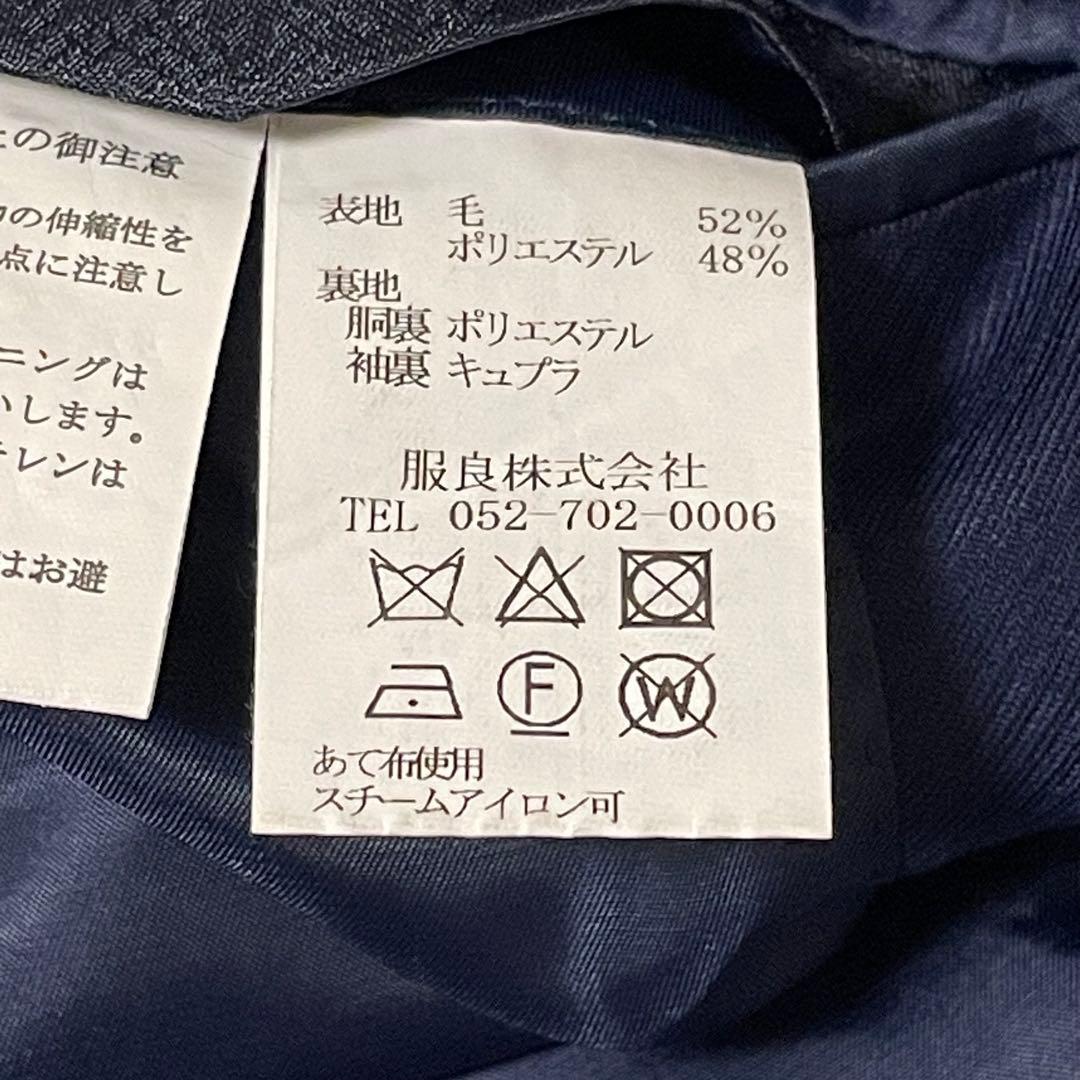 の御注意
の伸縮性を
点に注意し
ニングは
します。
レンは
はお避
表地 毛 52%
ポリエステル 48%
裏地
胴裏 ポリエステル
袖裏 キュプラ
服良株式会社
TEL 052-702-0006
F W
あて布使用
スチームアイロン可